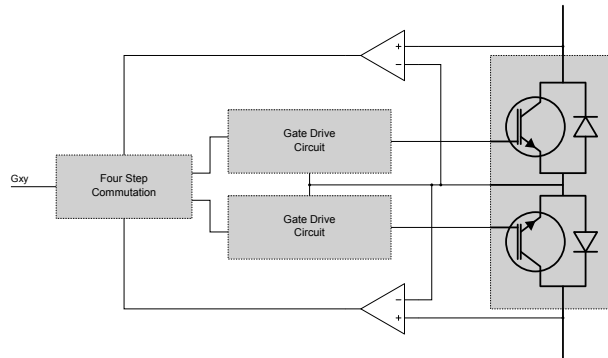 +
−
Gate Drive
Circuit
Gxy
Four Step
Commutation
Gate Drive
Circuit
−
+